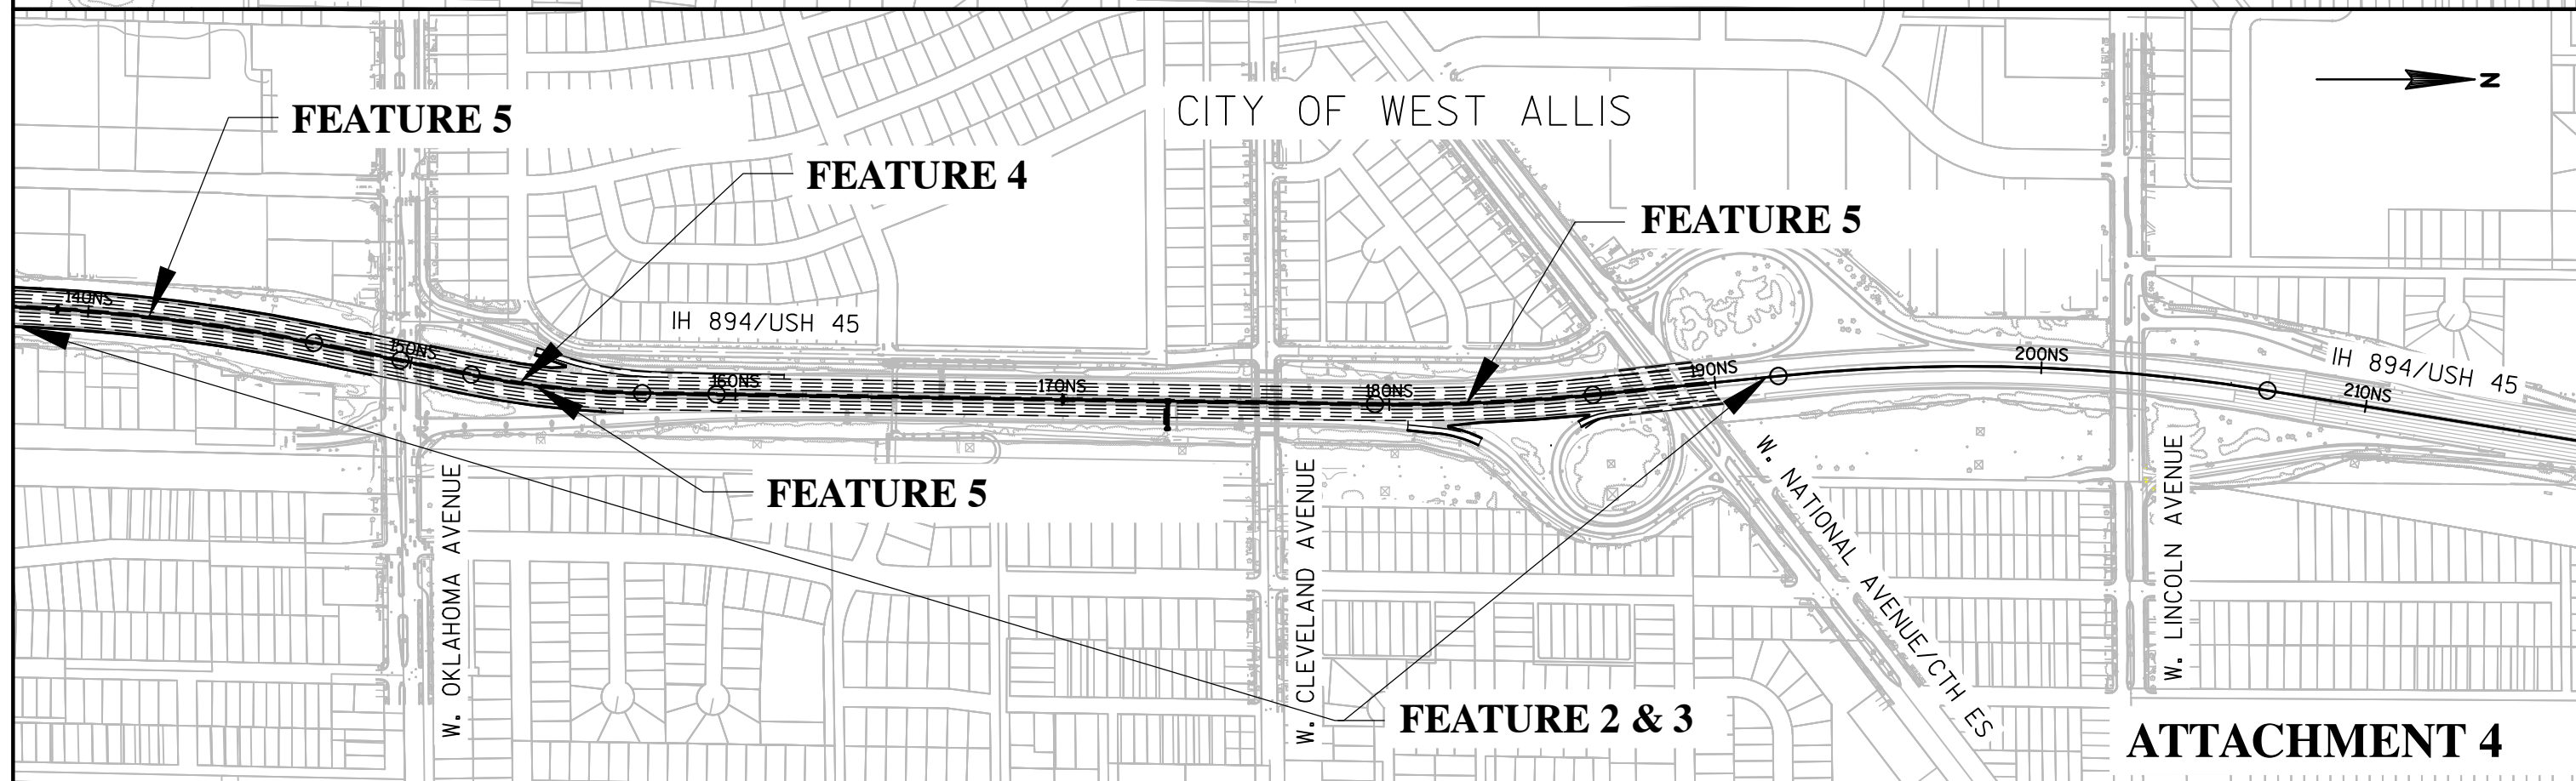 N
CITY OF WEST ALLIS
FEATURE 5
FEATURE 4
FEATURE 5
140NS
IH 894/USH 45
150NS
160NS
170NS
180NS
190NS
200NS
IH 894/USH 45
210NS
FEATURE 5
W. OKLAHOMA AVENUE
W. CLEVELAND AVENUE
W. NATIONAL AVENUE/CTH ES
W. LINCOLN AVENUE
FEATURE 2 & 3
ATTACHMENT 4